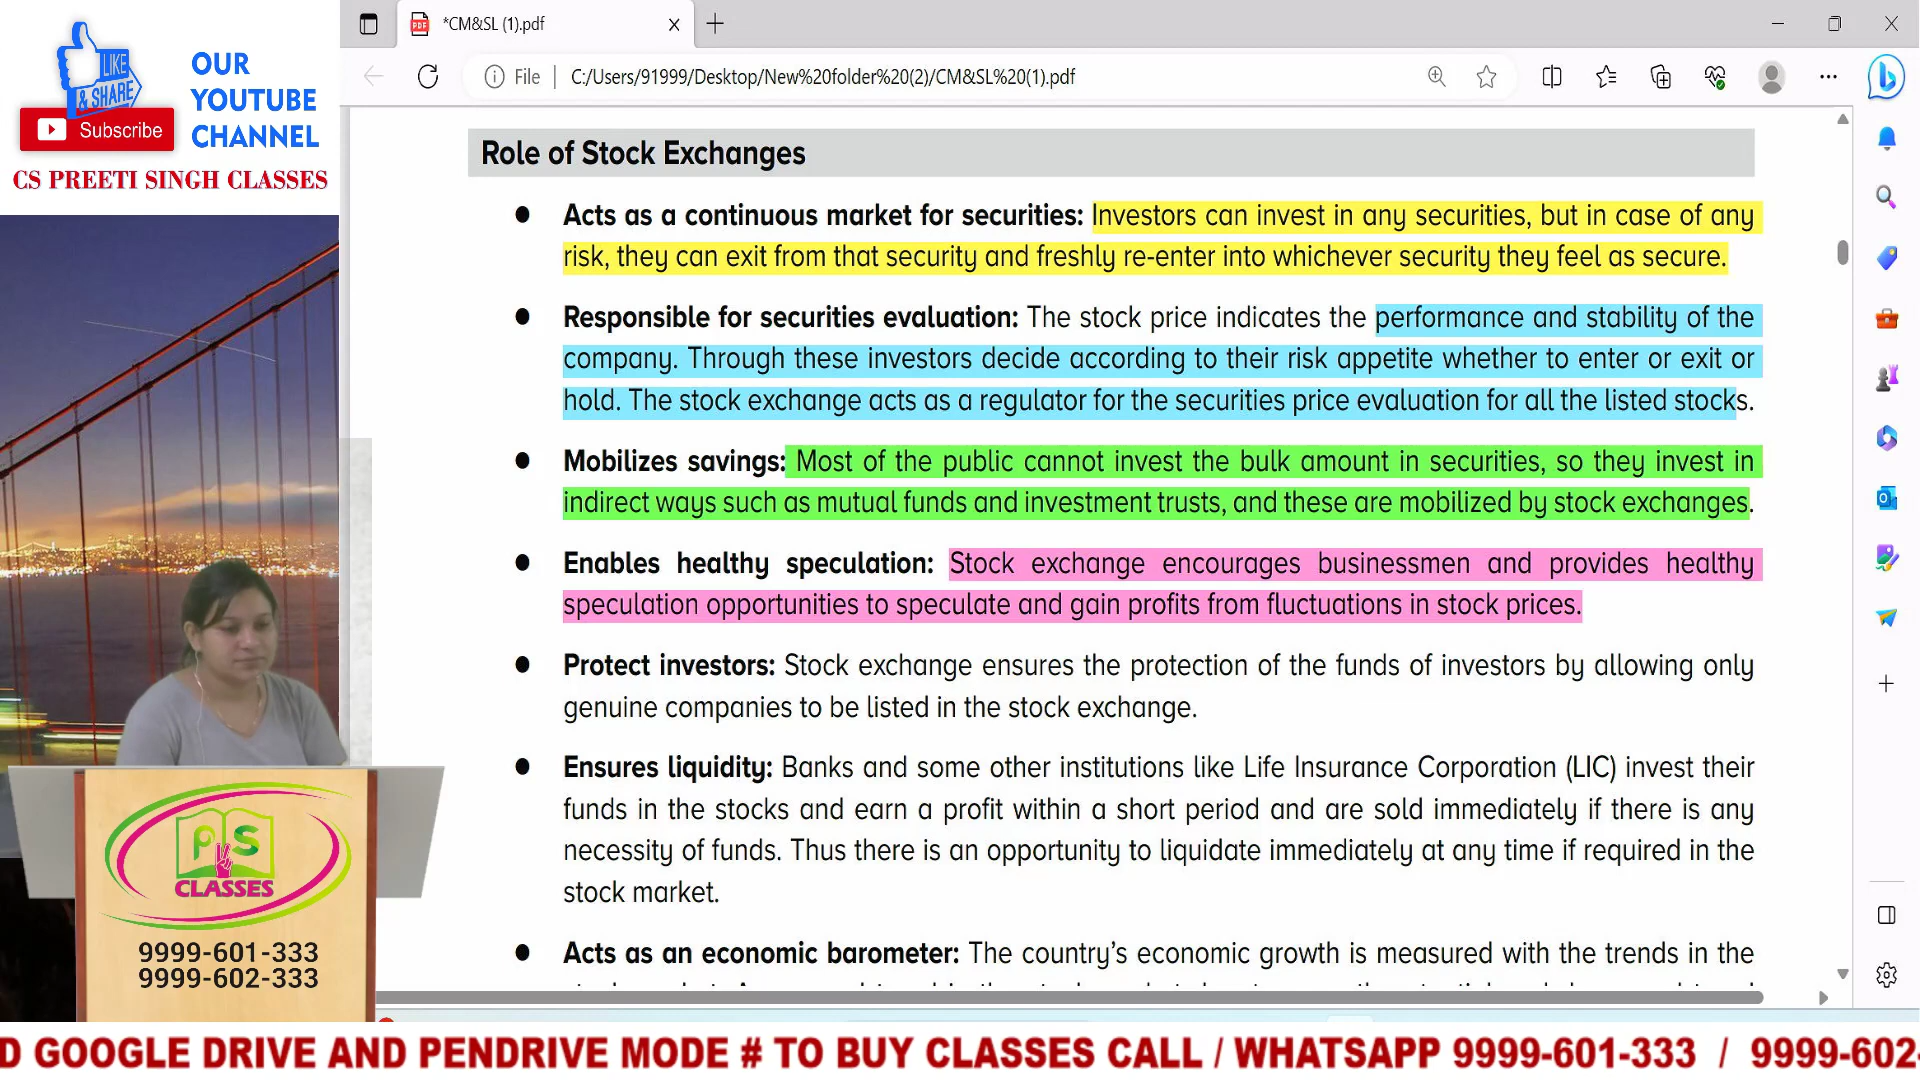 LIKE
& SHARE
Subscribe
OUR
YOUTUBE
CHANNEL
CS PREETI SINGH CLASSES
*CM&SL (1).pdf
File
C:/Users/91999/Desktop/New%20folder%20(2)/CM&SL%20(1).pdf
Role of Stock Exchanges
● Acts as a continuous market for securities: Investors can invest in any securities, but in case of any
risk, they can exit from that security and freshly re-enter into whichever security they feel as secure.
● Responsible for securities evaluation: The stock price indicates the performance and stability of the
company. Through these investors decide according to their risk appetite whether to enter or exit or
hold. The stock exchange acts as a regulator for the securities price evaluation for all the listed stocks.
● Mobilizes savings: Most of the public cannot invest the bulk amount in securities, so they invest in
indirect ways such as mutual funds and investment trusts, and these are mobilized by stock exchanges.
● Enables healthy speculation: Stock exchange encourages businessmen and provides healthy
speculation opportunities to speculate and gain profits from fluctuations in stock prices.
● Protect investors: Stock exchange ensures the protection of the funds of investors by allowing only
genuine companies to be listed in the stock exchange.
● Ensures liquidity: Banks and some other institutions like Life Insurance Corporation (LIC) invest their
funds in the stocks and earn a profit within a short period and are sold immediately if there is any
necessity of funds. Thus there is an opportunity to liquidate immediately at any time if required in the
stock market.
● Acts as an economic barometer: The country's economic growth is measured with the trends in the
PS
CLASSES
9999-601-333
9999-602-333
D GOOGLE DRIVE AND PENDRIVE MODE # TO BUY CLASSES CALL / WHATSAPP 9999-601-333 / 9999-602-